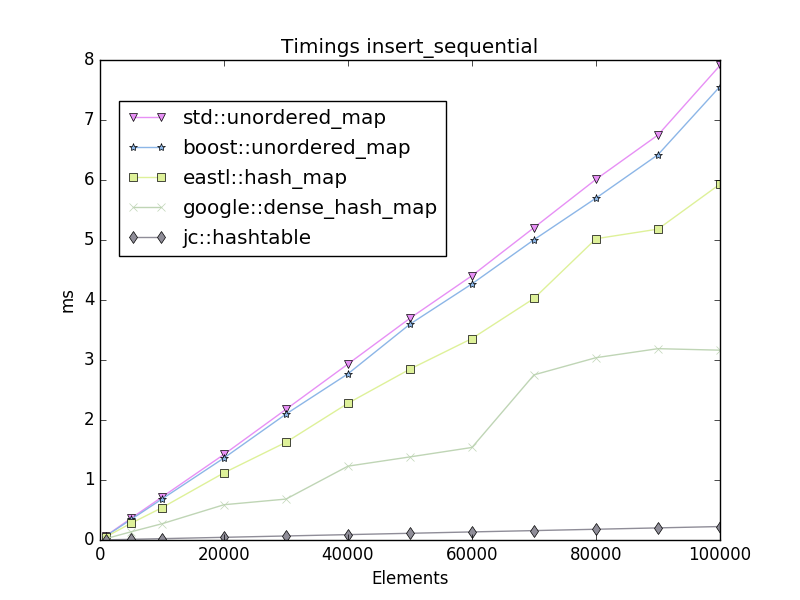 Timings insert_sequential
8
7
6
5
4
3
2
1
0
ms
std::unordered_map
boost::unordered_map
eastl::hash_map
google::dense_hash_map
jc::hashtable
0 20000 40000 60000 80000 100000
Elements